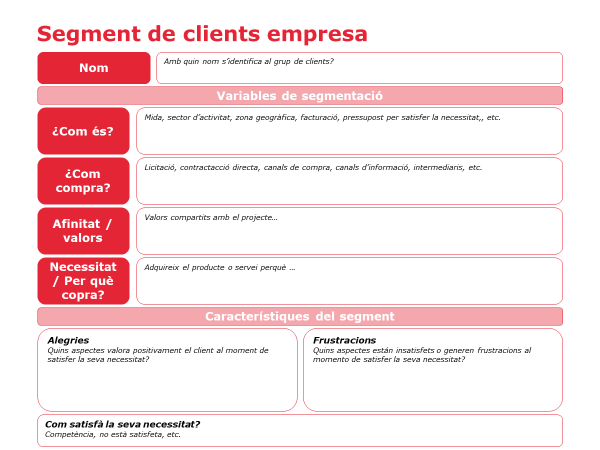 Segment de clients empresa
Nom
Amb quin nom s'identifica al grup de clients?
Variables de segmentació
¿Com és?
Mida, sector d'activitat, zona geogràfica, facturació, pressupost per satisfer la necessitat,, etc.
¿Com
compra?
Licitació, contractacció directa, canals de compra, canals d'informació, intermediaris, etc.
Afinitat /
valors
Valors compartits amb el projecte…
Necessitat
/ Per què
copra?
Adquireix el producte o servei perquè …
Característiques del segment
Alegries
Quins aspectes valora positivament el client al moment de
satisfer la seva necessitat?
Frustracions
Quins aspectes están insatisfets o generen frustracions al
momento de satisfer la seva necessitat?
Com satisfà la seva necessitat?
Competència, no està satisfeta, etc.